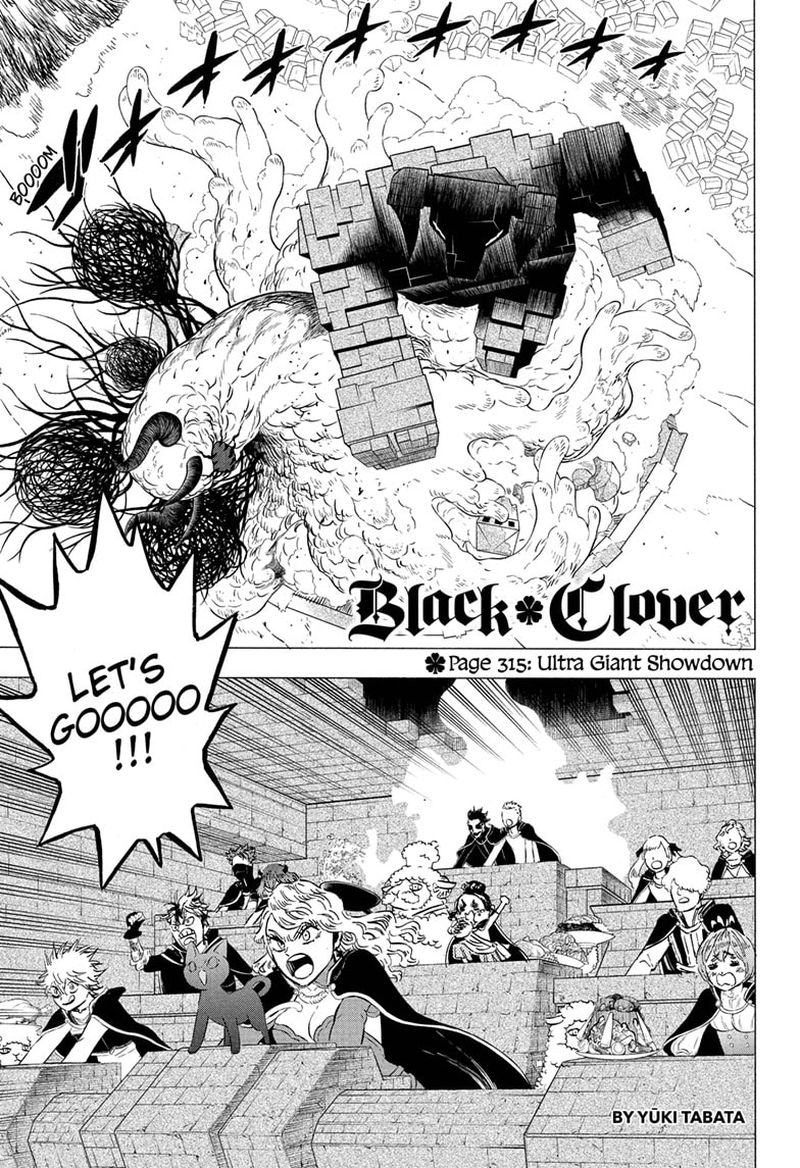 BOOOOM
Black Clover
Page 315: Ultra Giant Showdown
LET'S
GOOOOO
!!!
BY YŪKI TABATA